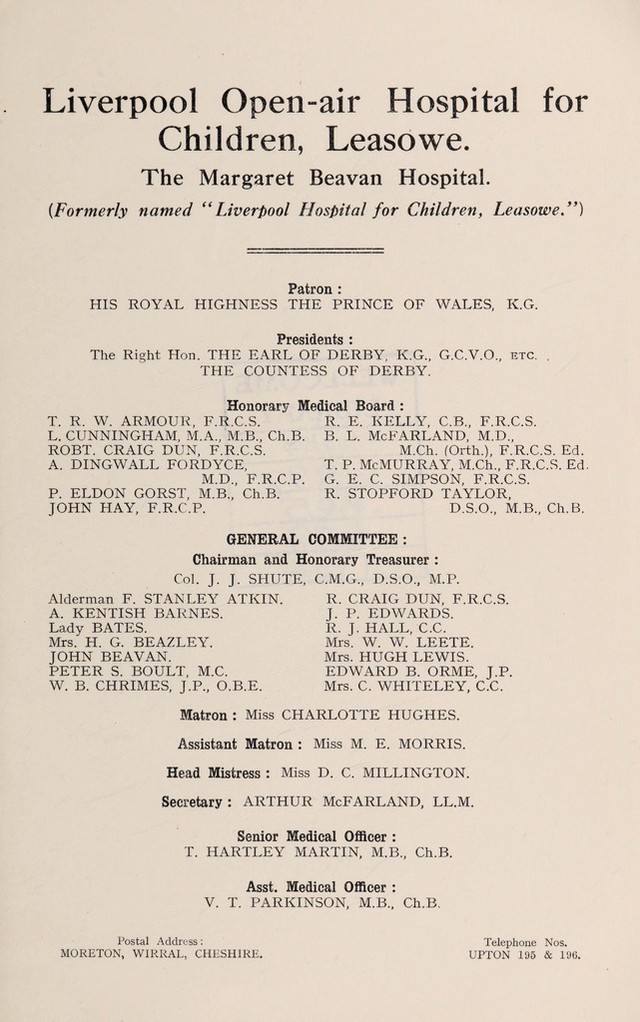 Liverpool Open-air Hospital for
Children, Leasowe.
The Margaret Beavan Hospital.
(Formerly named "Liverpool Hospital for Children, Leasowe.")
Patron :
HIS ROYAL HIGHNESS THE PRINCE OF WALES, K.G.
Presidents :
The Right Hon. THE EARL OF DERBY, K.G., G.C.V.O., ETC.
THE COUNTESS OF DERBY.
Honorary Medical Board :
T. R. W. ARMOUR, F.R.C.S.
L. CUNNINGHAM, M.A., M.B., Ch.B.
ROBT. CRAIG DUN, F.R.C.S.
A. DINGWALL FORDYCE,
M.D., F.R.C.P.
P. ELDON GORST, M.B., Ch.B.
JOHN HAY, F.R.C.P.
R. E. KELLY, C.B., F.R.C.S.
B. L. McFARLAND, M.D.,
M.Ch. (Orth.), F.R.C.S. Ed.
T. P. McMURRAY, M.Ch., F.R.C.S. Ed.
G. E. C. SIMPSON, F.R.C.S.
R. STOPFORD TAYLOR,
D.S.O., M.B., Ch.B.
GENERAL COMMITTEE :
Chairman and Honorary Treasurer :
Col. J. J. SHUTE, C.M.G., D.S.O., M.P.
Alderman F. STANLEY ATKIN.
A. KENTISH BARNES.
Lady BATES.
Mrs. H. G. BEAZLEY.
JOHN BEAVAN.
PETER S. BOULT, M.C.
W. B. CHRIMES, J.P., O.B.E.
R. CRAIG DUN, F.R.C.S.
J. P. EDWARDS.
R. J. HALL, C.C.
Mrs. W. W. LEETE.
Mrs. HUGH LEWIS.
EDWARD B. ORME, J.P.
Mrs. C. WHITELEY, C.C.
Matron : Miss CHARLOTTE HUGHES.
Assistant Matron : Miss M. E. MORRIS.
Head Mistress : Miss D. C. MILLINGTON.
Secretary : ARTHUR McFARLAND, LL.M.
Senior Medical Officer :
T. HARTLEY MARTIN, M.B., Ch.B.
Asst. Medical Officer :
V. T. PARKINSON, M.B., Ch.B.
Postal Address :
MORETON, WIRRAL, CHESHIRE.
Telephone Nos.
UPTON 195 & 196.